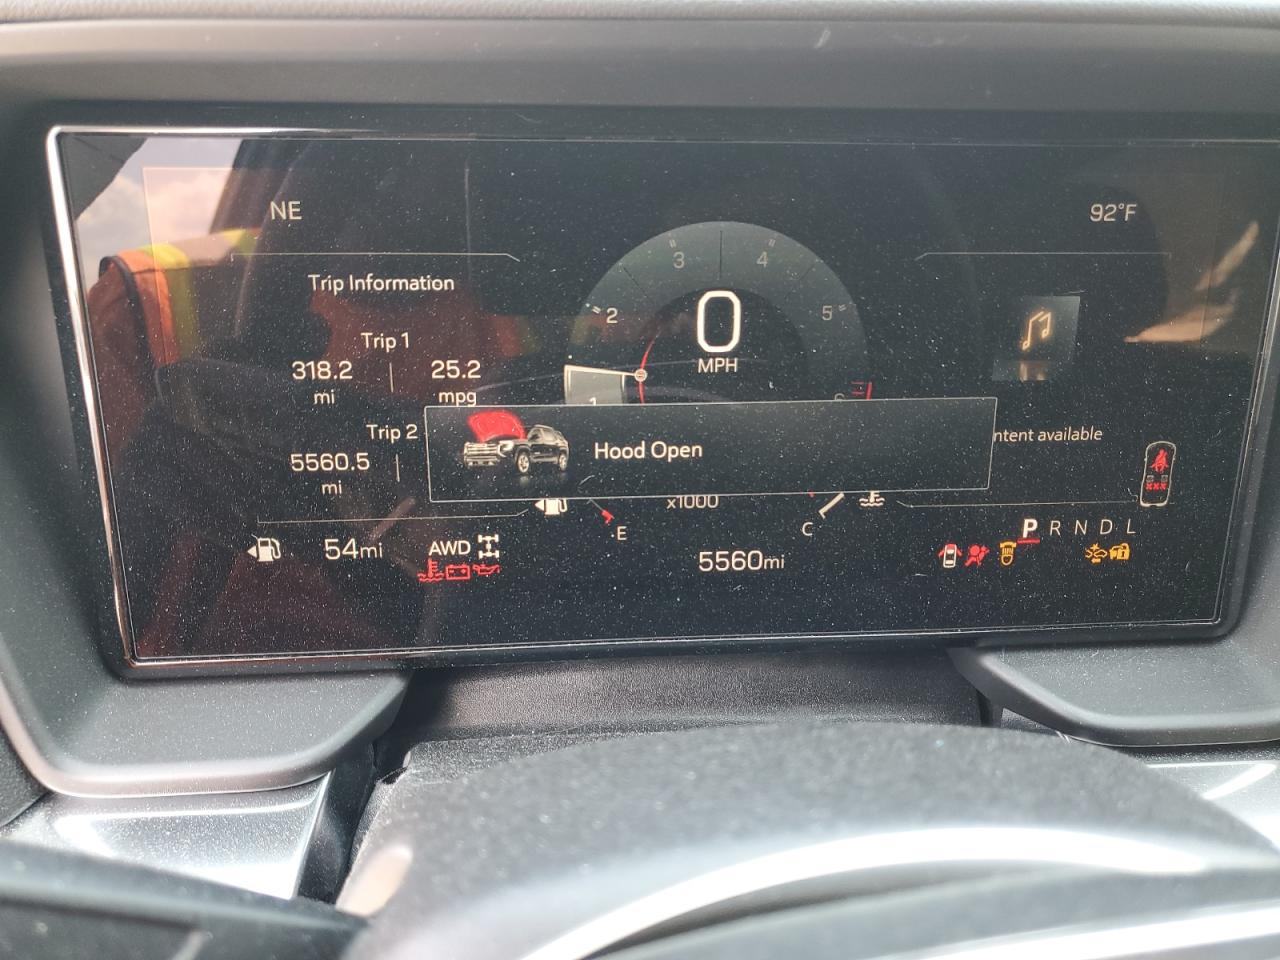 NE
92°F
Trip Information
Trip 1
318.2 25.2
mi mpg
Trip 2
5560.5
mi
2 3 4 5
0
MPH
1
Hood Open
ntent available
x1000
E
C
54mi
AWD
5560mi
P R N D L